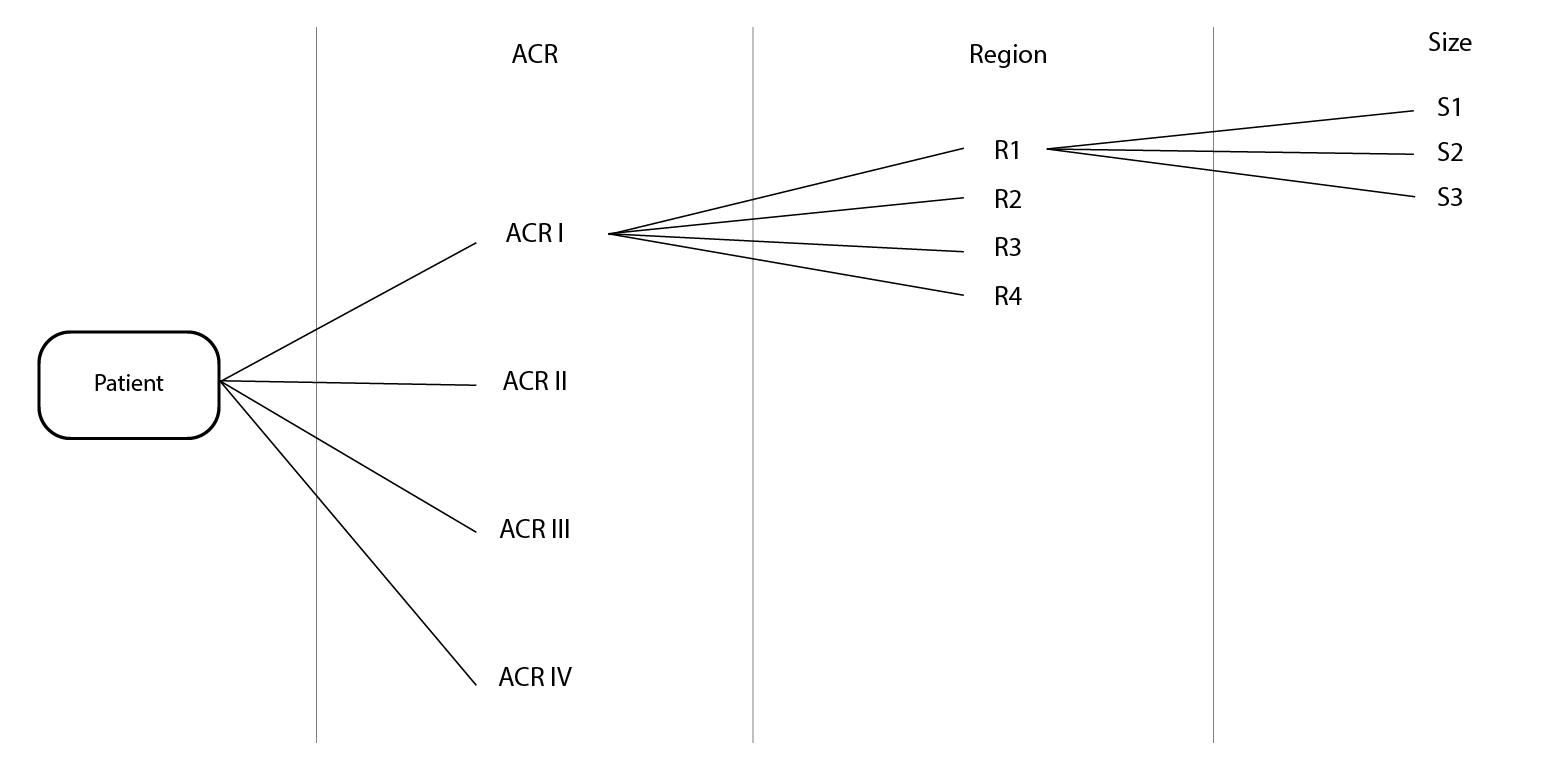 ACR
Region
Size
S1
S2
S3
R1
R2
R3
R4
ACR I
Patient
ACR II
ACR III
ACR IV